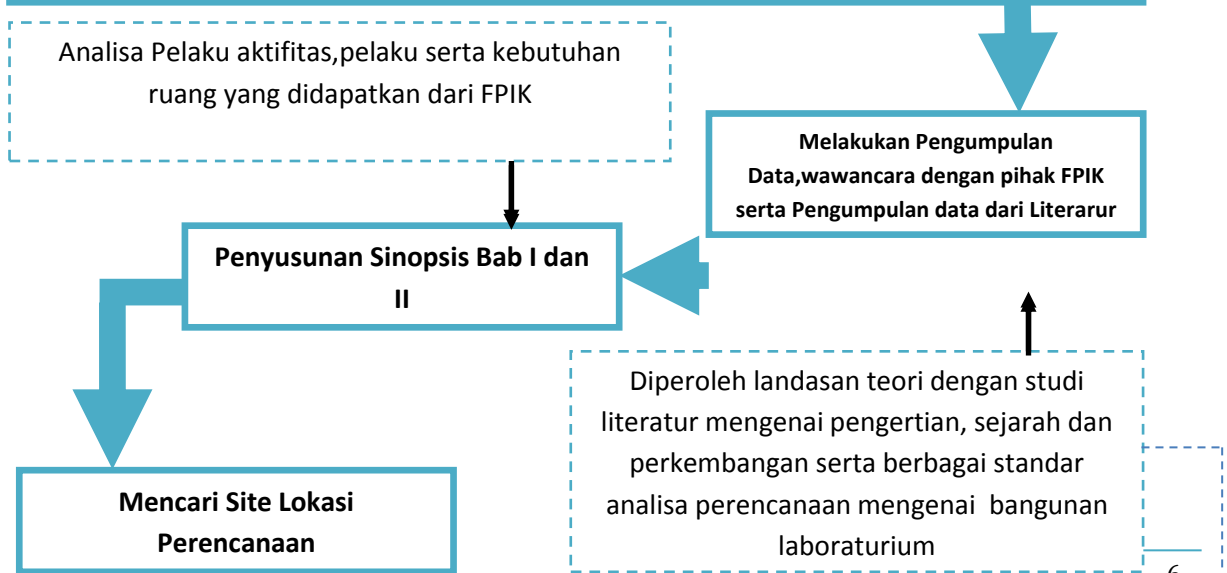 Analisa Pelaku aktifitas,pelaku serta kebutuhan
ruang yang didapatkan dari FPIK
Melakukan Pengumpulan
Data,wawancara dengan pihak FPIK
serta Pengumpulan data dari Literarur
Penyusunan Sinopsis Bab I dan
II
Diperoleh landasan teori dengan studi
literatur mengenai pengertian, sejarah dan
perkembangan serta berbagai standar
analisa perencanaan mengenai bangunan
laboraturium
Mencari Site Lokasi
Perencanaan